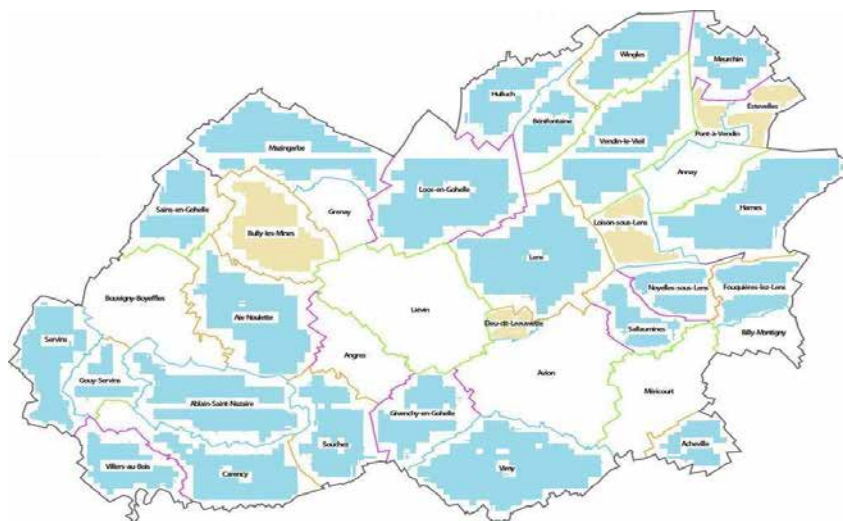 Wingles
Meurchin
Hulluch
Estevelles
Bénifontaine
Pont-à-Vendin
Vendin-le-Vieil
Mazingarbe
Annay
Loos-en-Gohelle
Sains-en-Gohelle
Grenay
Harnes
Bully-les-Mines
Loison-sous-Lens
Lens
Noyelles-sous-Lens
Fouquières-lez-Lens
Bouvigny-Boyeffles
Aix-Noulette
Liévin
Eleu-dit-Leauwette
Sallaumines
Billy-Montigny
Servins
Angres
Avion
Gouy-Servins
Méricourt
Ablain-Saint-Nazaire
Givenchy-en-Gohelle
Souchez
Acheville
Villers-au-Bois
Carency
Vimy